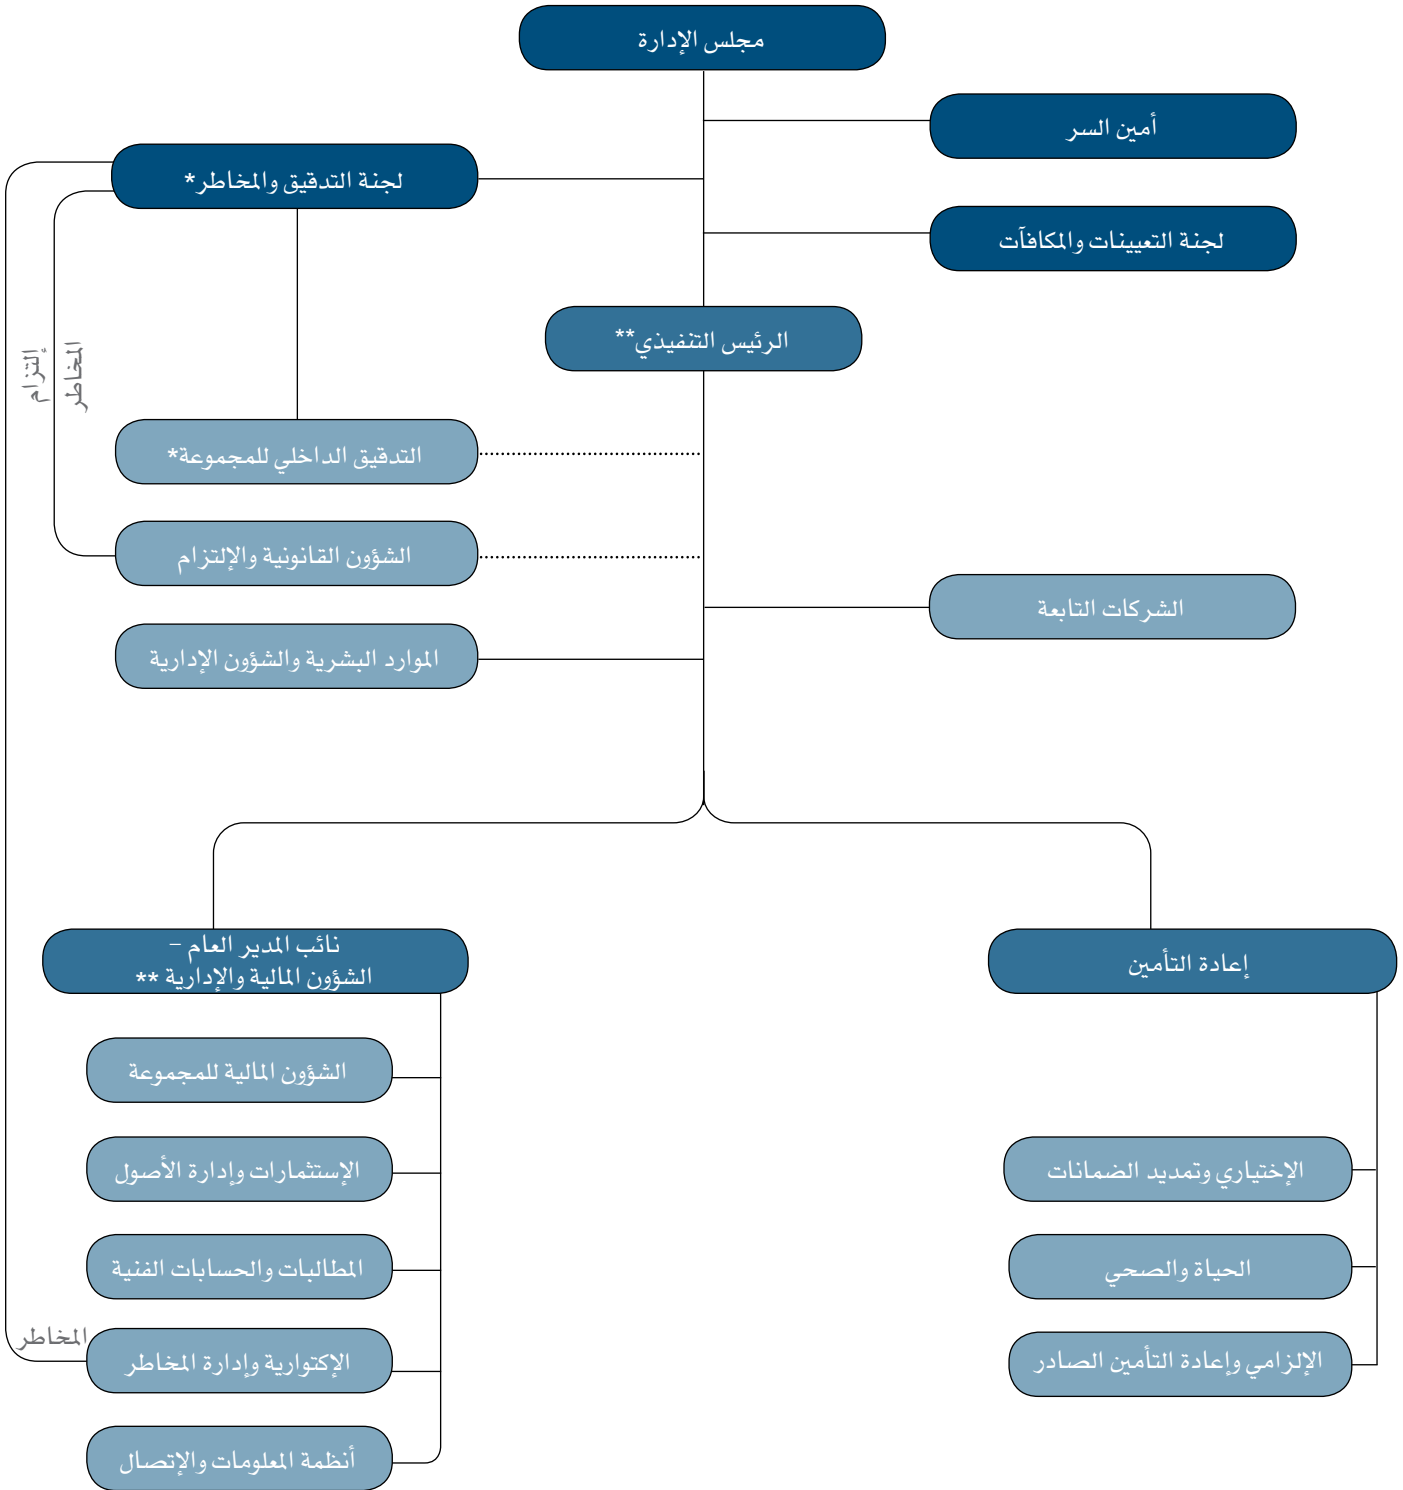 مجلس الإدارة
أمين السر
لجنة التدقيق والمخاطر*
لجنة التعيينات والمكافآت
الرئيس التنفيذي**
إلتزام
المخاطر
التدقيق الداخلي للمجموعة*
الشؤون القانونية والإلتزام
الشركات التابعة
الموارد البشرية والشؤون الإدارية
إعادة التأمين
نائب المدير العام –
الشؤون المالية والإدارية **
الشؤون المالية للمجموعة
الإختياري وتمديد الضمانات
الإستثمارات وإدارة الأصول
الحياة والصحي
المطالبات والحسابات الفنية
المخاطر
الإلزامي وإعادة التأمين الصادر
الإكتوارية وإدارة المخاطر
أنظمة المعلومات والإتصال